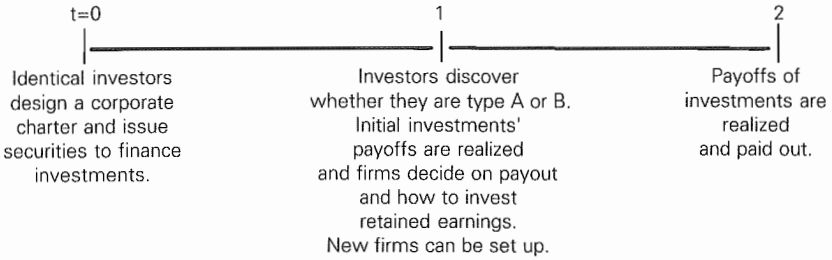 t=0
1
2
Identical investors
design a corporate
charter and issue
securities to finance
investments.
Investors discover
whether they are type A or B.
Initial investments'
payoffs are realized
and firms decide on payout
and how to invest
retained earnings.
New firms can be set up.
Payoffs of
investments are
realized
and paid out.